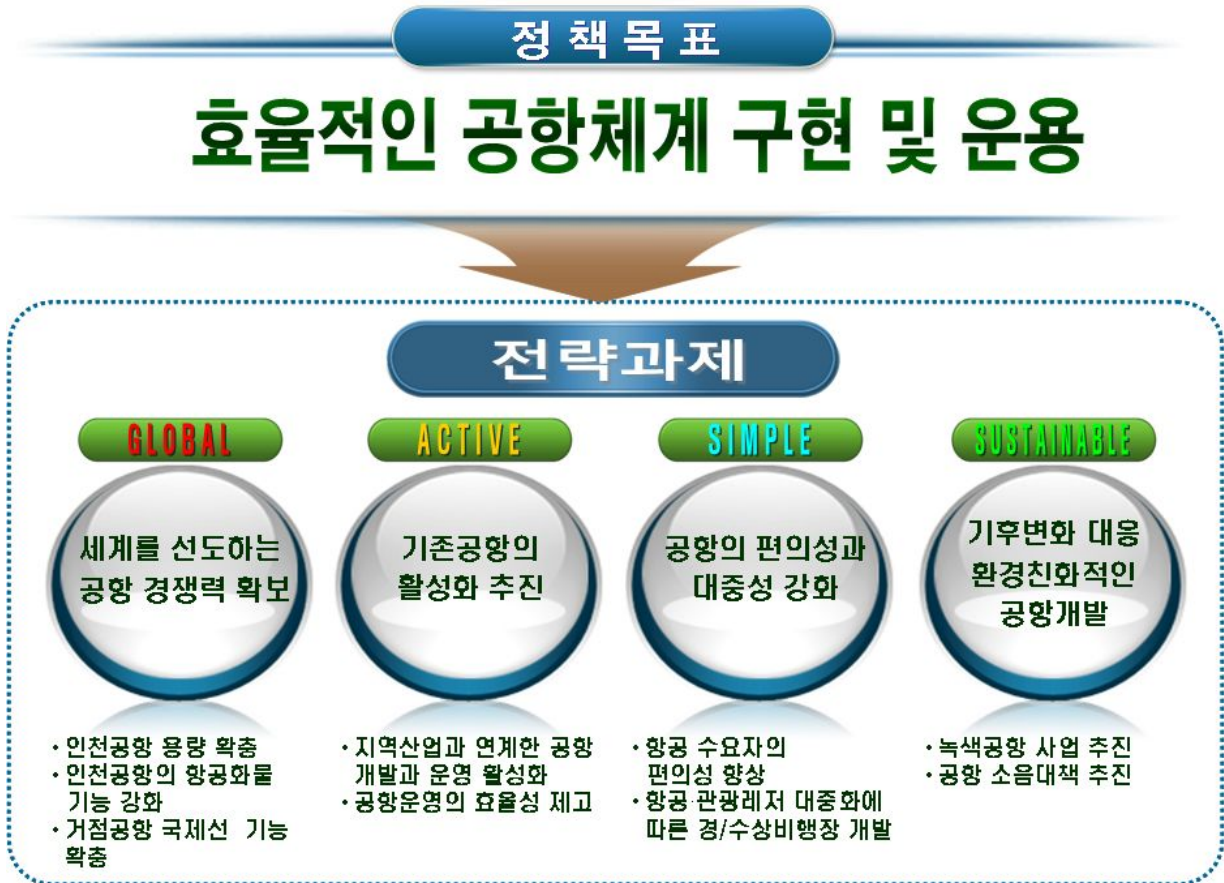 정책목표
효율적인 공항체계 구현 및 운용
전략과제
GLOBAL
세계를 선도하는
공항 경쟁력 확보
· 인천공항 용량 확충
· 인천공항의 항공화물
기능 강화
· 거점공항 국제선 기능
확충
ACTIVE
기존공항의
활성화 추진
· 지역산업과 연계한 공항
개발과 운영 활성화
· 공항운영의 효율성 제고
SIMPLE
공항의 편의성과
대중성 강화
· 항공 수요자의
편의성 향상
· 항공·관광레저 대중화에
따른 경/수상비행장 개발
SUSTAINABLE
기후변화 대응
환경친화적인
공항개발
· 녹색공항 사업 추진
· 공항 소음대책 추진